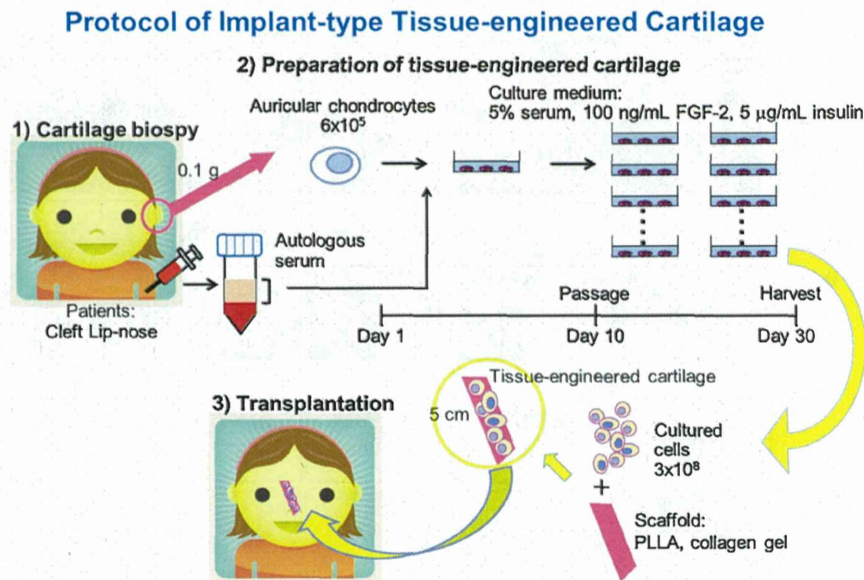 Protocol of Implant-type Tissue-engineered Cartilage
2) Preparation of tissue-engineered cartilage
Auricular chondrocytes
6x10⁵
Culture medium:
5% serum, 100 ng/mL FGF-2, 5 µg/mL insulin
1) Cartilage biospy
0.1 g
Autologous
serum
Patients:
Cleft Lip-nose
Passage
Harvest
Day 1
Day 10
Day 30
3) Transplantation
Tissue-engineered cartilage
5 cm
Cultured
cells
3x10⁸
+
Scaffold:
PLLA, collagen gel